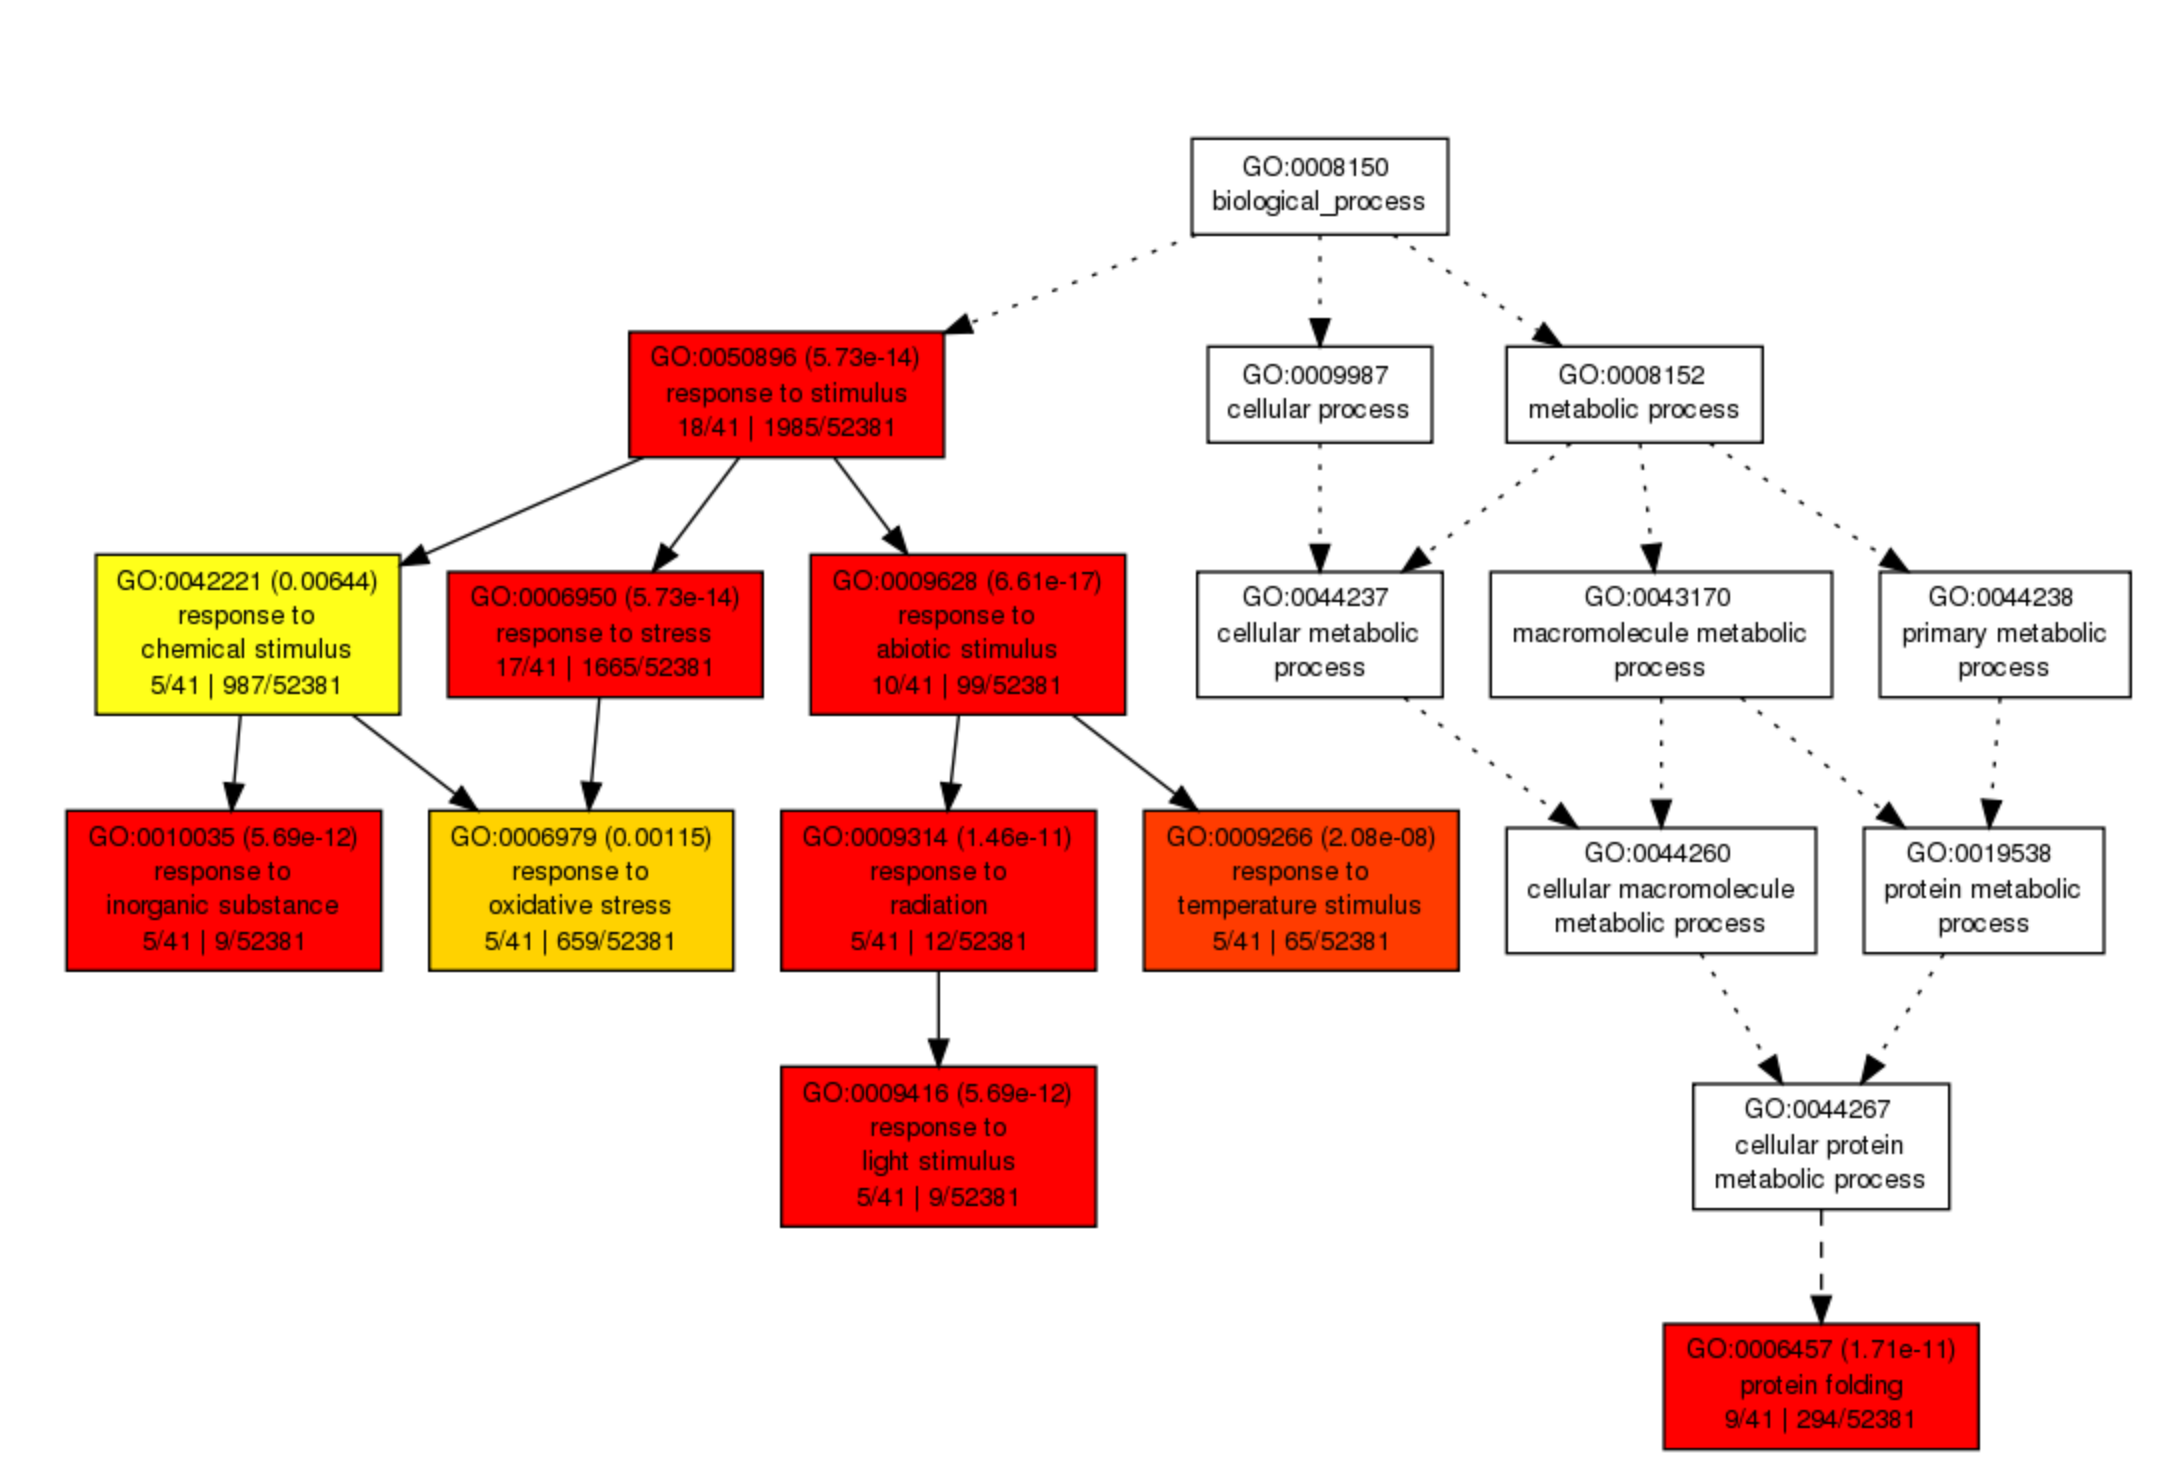 GO:0008150
biological_process
GO:0050896 (5.73e-14)
response to stimulus
18/41 | 1985/52381
GO:0009987
cellular process
GO:0008152
metabolic process
GO:0042221 (0.00644)
response to
chemical stimulus
5/41 | 987/52381
GO:0006950 (5.73e-14)
response to stress
17/41 | 1665/52381
GO:0009628 (6.61e-17)
response to
abiotic stimulus
10/41 | 99/52381
GO:0044237
cellular metabolic
process
GO:0043170
macromolecule metabolic
process
GO:0044238
primary metabolic
process
GO:0010035 (5.69e-12)
response to
inorganic substance
5/41 | 9/52381
GO:0006979 (0.00115)
response to
oxidative stress
5/41 | 659/52381
GO:0009314 (1.46e-11)
response to
radiation
5/41 | 12/52381
GO:0009266 (2.08e-08)
response to
temperature stimulus
5/41 | 65/52381
GO:0044260
cellular macromolecule
metabolic process
GO:0019538
protein metabolic
process
GO:0009416 (5.69e-12)
response to
light stimulus
5/41 | 9/52381
GO:0044267
cellular protein
metabolic process
GO:0006457 (1.71e-11)
protein folding
9/41 | 294/52381